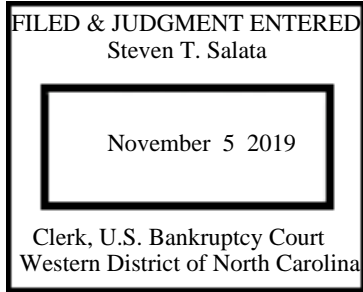 FILED & JUDGMENT ENTERED
Steven T. Salata
November 5 2019
Clerk, U.S. Bankruptcy Court
Western District of North Carolina